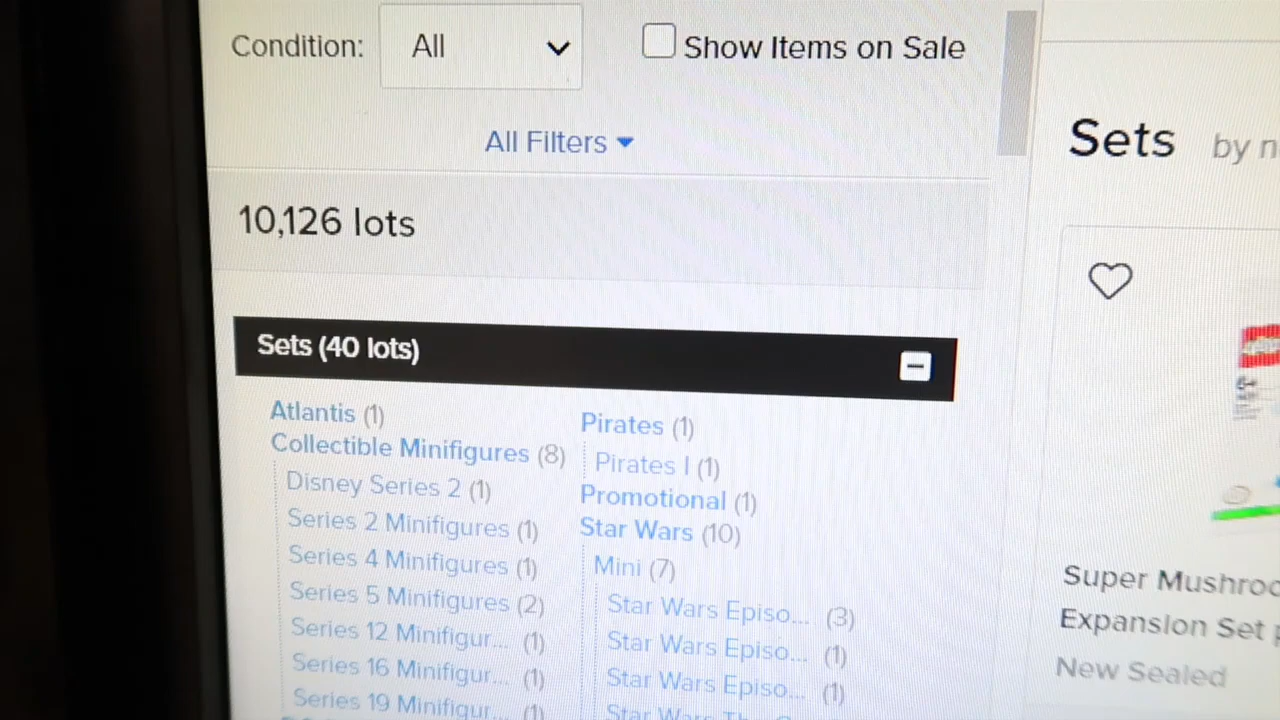 Condition: All
Show Items on Sale
All Filters
10,126 lots
Sets (40 lots)
Atlantis (1)
Collectible Minifigures (8)
Disney Series 2 (1)
Series 2 Minifigures (1)
Series 4 Minifigures (1)
Series 5 Minifigures (2)
Series 12 Minifigur... (1)
Series 16 Minifigur... (1)
Series 19 Minifigur... (1)
Pirates (1)
Pirates I (1)
Promotional (1)
Star Wars (10)
Mini (7)
Star Wars Episo... (3)
Star Wars Episo... (1)
Star Wars Episo... (1)
Star Wars
Sets by n
Super Mushroo
Expansion Set
New Sealed